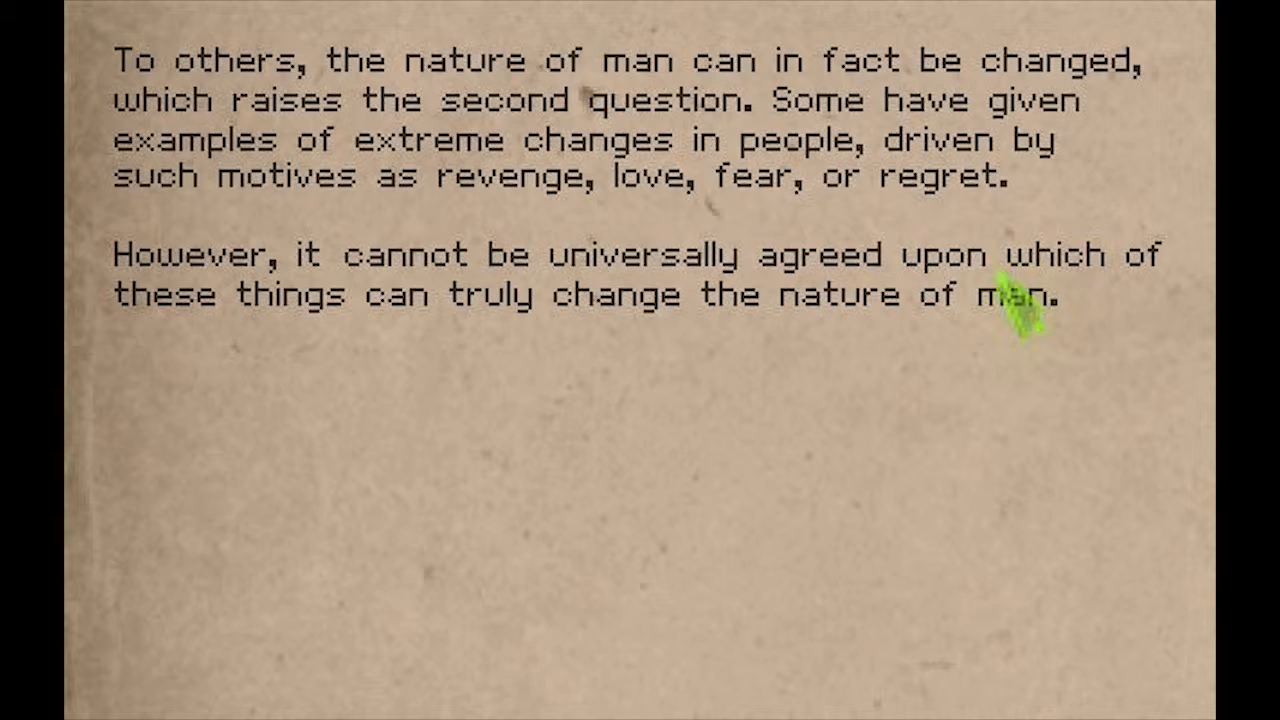 To others, the nature of man can in fact be changed,
which raises the second question. Some have given
examples of extreme changes in people, driven by
such motives as revenge, love, fear, or regret.
However, it cannot be universally agreed upon which of
these things can truly change the nature of man.